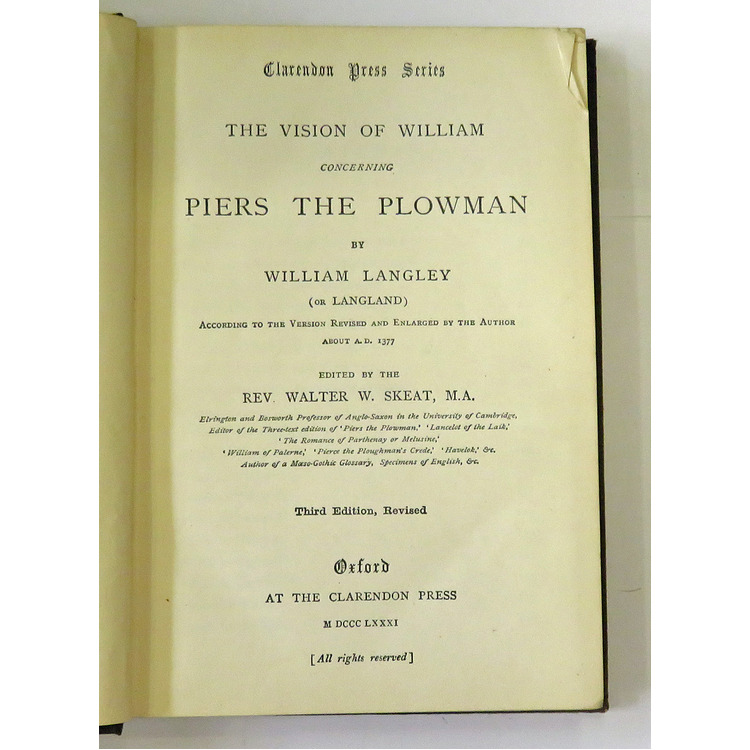 Clarendon Press Series
THE VISION OF WILLIAM
CONCERNING
PIERS THE PLOWMAN
BY
WILLIAM LANGLEY
(OR LANGLAND)
ACCORDING TO THE VERSION REVISED AND ENLARGED BY THE AUTHOR
ABOUT A.D. 1377
EDITED BY THE
REV. WALTER W. SKEAT, M.A.
Elrington and Bosworth Professor of Anglo-Saxon in the University of Cambridge,
Editor of the Three-text edition of 'Piers the Plowman,' 'Lancelot of the Laik,'
'The Romance of Parthenay or Melusine,'
'William of Palerne,' 'Pierce the Ploughman's Crede,' 'Havelok,' &c.
Author of a Mœso-Gothic Glossary, Specimens of English, &c.
Third Edition, Revised
Oxford
AT THE CLARENDON PRESS
M DCCC LXXXI
[All rights reserved]